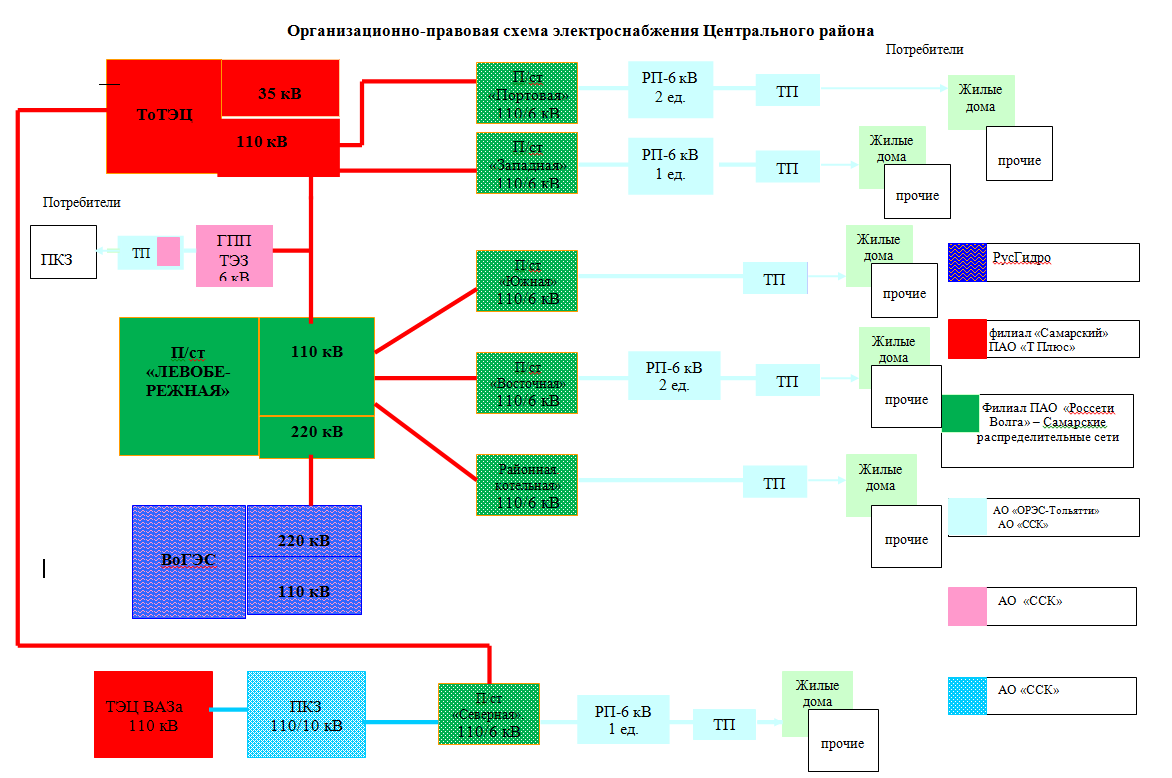 Организационно-правовая схема электроснабжения Центрального района
Потребители
ТоТЭЦ
35 кВ
110 кВ
П/ст
«Портовая»
110/6 кВ
РП-6 кВ
2 ед.
ТП
Жилые
дома
прочие
П/ст
«Западная»
110/6 кВ
РП-6 кВ
1 ед.
ТП
Жилые
дома
прочие
Потребители
ПКЗ
ТП
ГПП
ТЭЗ
6 кВ
П/ст
«Южная»
110/6 кВ
ТП
Жилые
дома
прочие
П/ст
«ЛЕВОБЕ-
РЕЖНАЯ»
110 кВ
220 кВ
П/ст
«Восточная»
110/6 кВ
РП-6 кВ
2 ед.
ТП
Жилые
дома
прочие
Районная
котельная»
110/6 кВ
ТП
Жилые
дома
прочие
ВоГЭС
220 кВ
110 кВ
ТЭЦ ВАЗа
110 кВ
ПКЗ
110/10 кВ
П/ст
«Северная».
110/6 кВ
РП-6 кВ
1 ед.
ТП
Жилые
дома
прочие
РусГидро
филиал «Самарский»
ПАО «Т Плюс»
Филиал ПАО «Россети
Волга» – Самарские
распределительные сети
АО «ОРЭС-Тольятти»
АО «ССК»
АО «ССК»
АО «ССК»